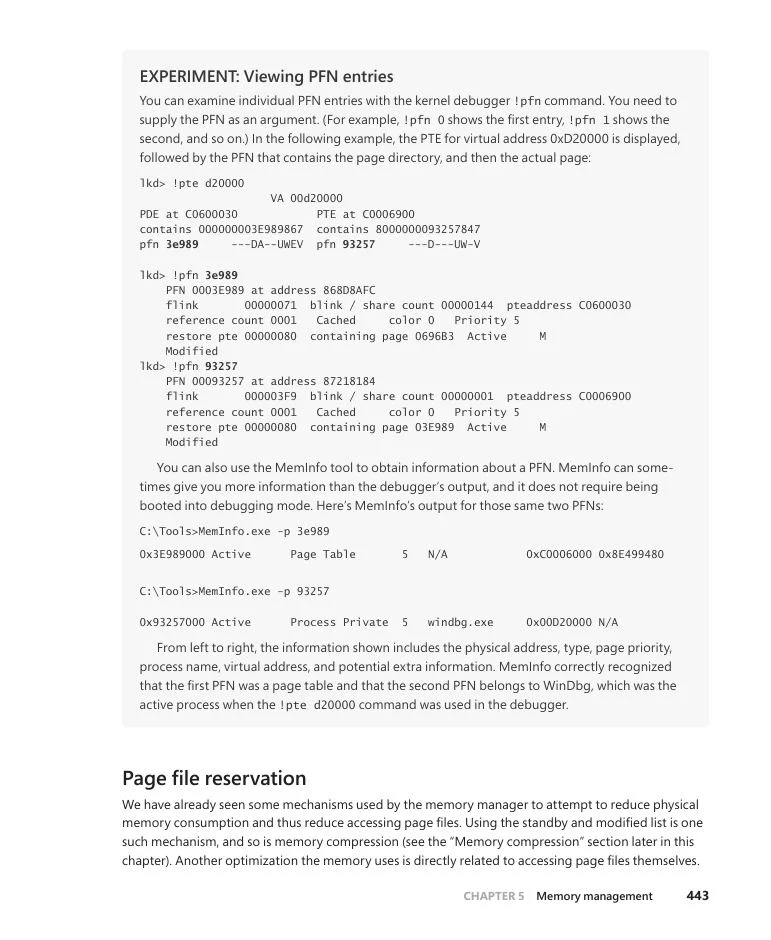 EXPERIMENT: Viewing PFN entries
You can examine individual PFN entries with the kernel debugger !pfn command. You need to
supply the PFN as an argument. (For example, !pfn 0 shows the first entry, !pfn 1 shows the
second, and so on.) In the following example, the PTE for virtual address 0xD20000 is displayed,
followed by the PFN that contains the page directory, and then the actual page:
lkd> !pte d20000
VA 00d20000
PDE at C0600030 PTE at C0006900
contains 000000003E989867 contains 8000000093257847
pfn 3e989 ---DA--UWEV pfn 93257 ---D---UW-V
lkd> !pfn 3e989
PFN 0003E989 at address 868D8AFC
flink 00000071 blink / share count 00000144 pteaddress C0600030
reference count 0001 Cached color 0 Priority 5
restore pte 00000080 containing page 0696B3 Active M
Modified
lkd> !pfn 93257
PFN 00093257 at address 87218184
flink 000003F9 blink / share count 00000001 pteaddress C0006900
reference count 0001 Cached color 0 Priority 5
restore pte 00000080 containing page 03E989 Active M
Modified
You can also use the MemInfo tool to obtain information about a PFN. MemInfo can some-
times give you more information than the debugger's output, and it does not require being
booted into debugging mode. Here's MemInfo's output for those same two PFNs:
C:\Tools>MemInfo.exe -p 3e989
0x3E989000 Active Page Table 5 N/A 0xC0006000 0x8E499480
C:\Tools>MemInfo.exe -p 93257
0x93257000 Active Process Private 5 windbg.exe 0x00D20000 N/A
From left to right, the information shown includes the physical address, type, page priority,
process name, virtual address, and potential extra information. MemInfo correctly recognized
that the first PFN was a page table and that the second PFN belongs to WinDbg, which was the
active process when the !pte d20000 command was used in the debugger.
Page file reservation
We have already seen some mechanisms used by the memory manager to attempt to reduce physical
memory consumption and thus reduce accessing page files. Using the standby and modified list is one
such mechanism, and so is memory compression (see the "Memory compression" section later in this
chapter). Another optimization the memory uses is directly related to accessing page files themselves.
CHAPTER 5 Memory management 443